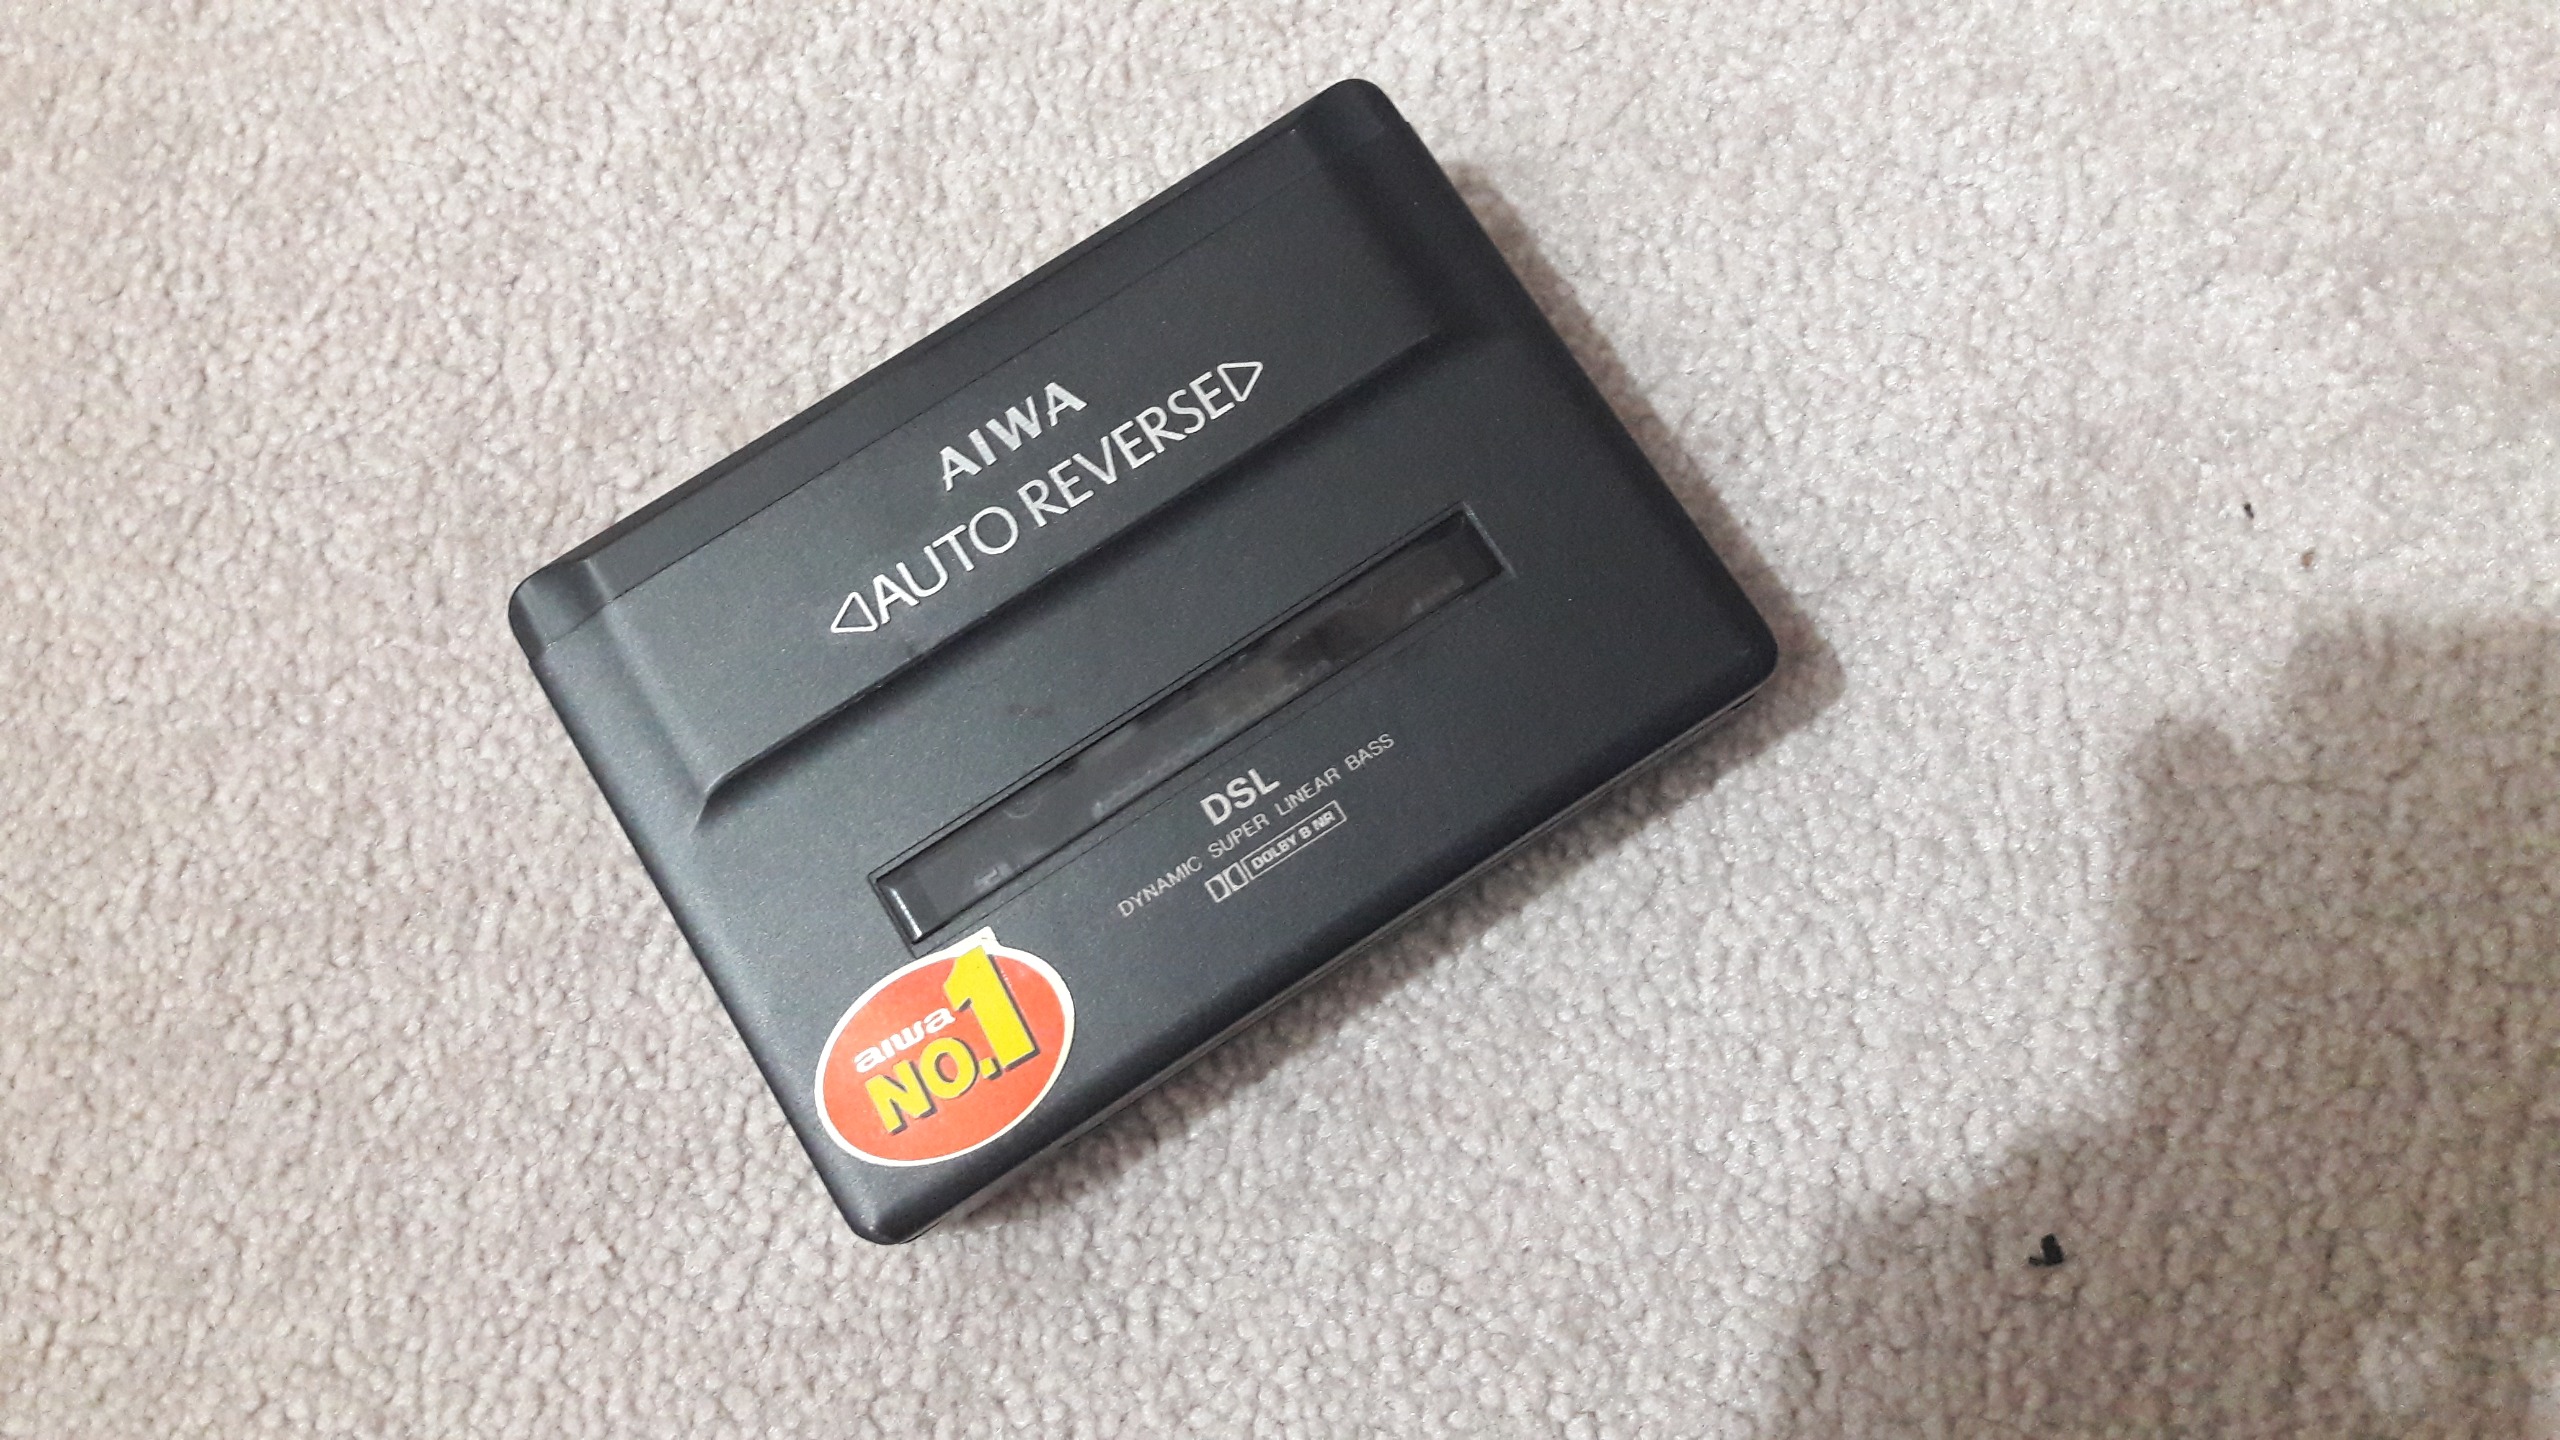 AIWA
◁AUTO REVERSE▷
DSL
DYNAMIC SUPER LINEAR BASS
DOLBY B NR
aiwa
NO.1